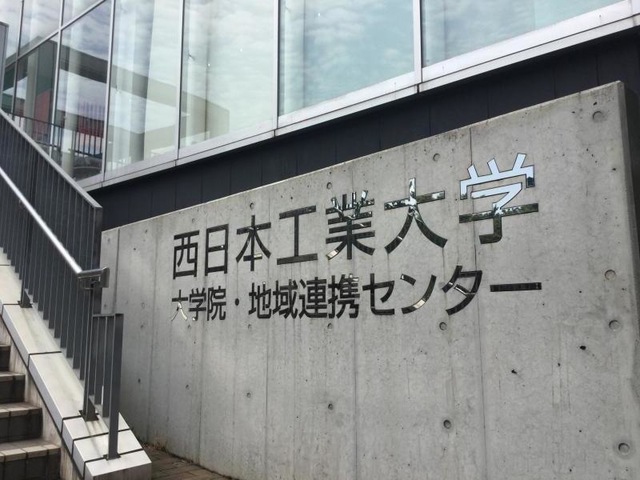 西日本工業大学
大学院・地域連携センター